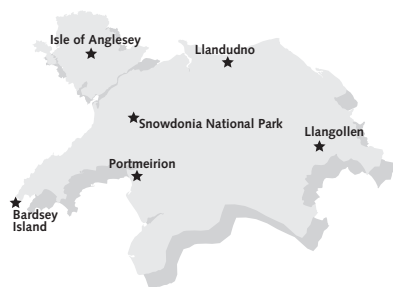 Isle of Anglesey
Llandudno
Snowdonia National Park
Llangollen
Portmeirion
Bardsey
Island